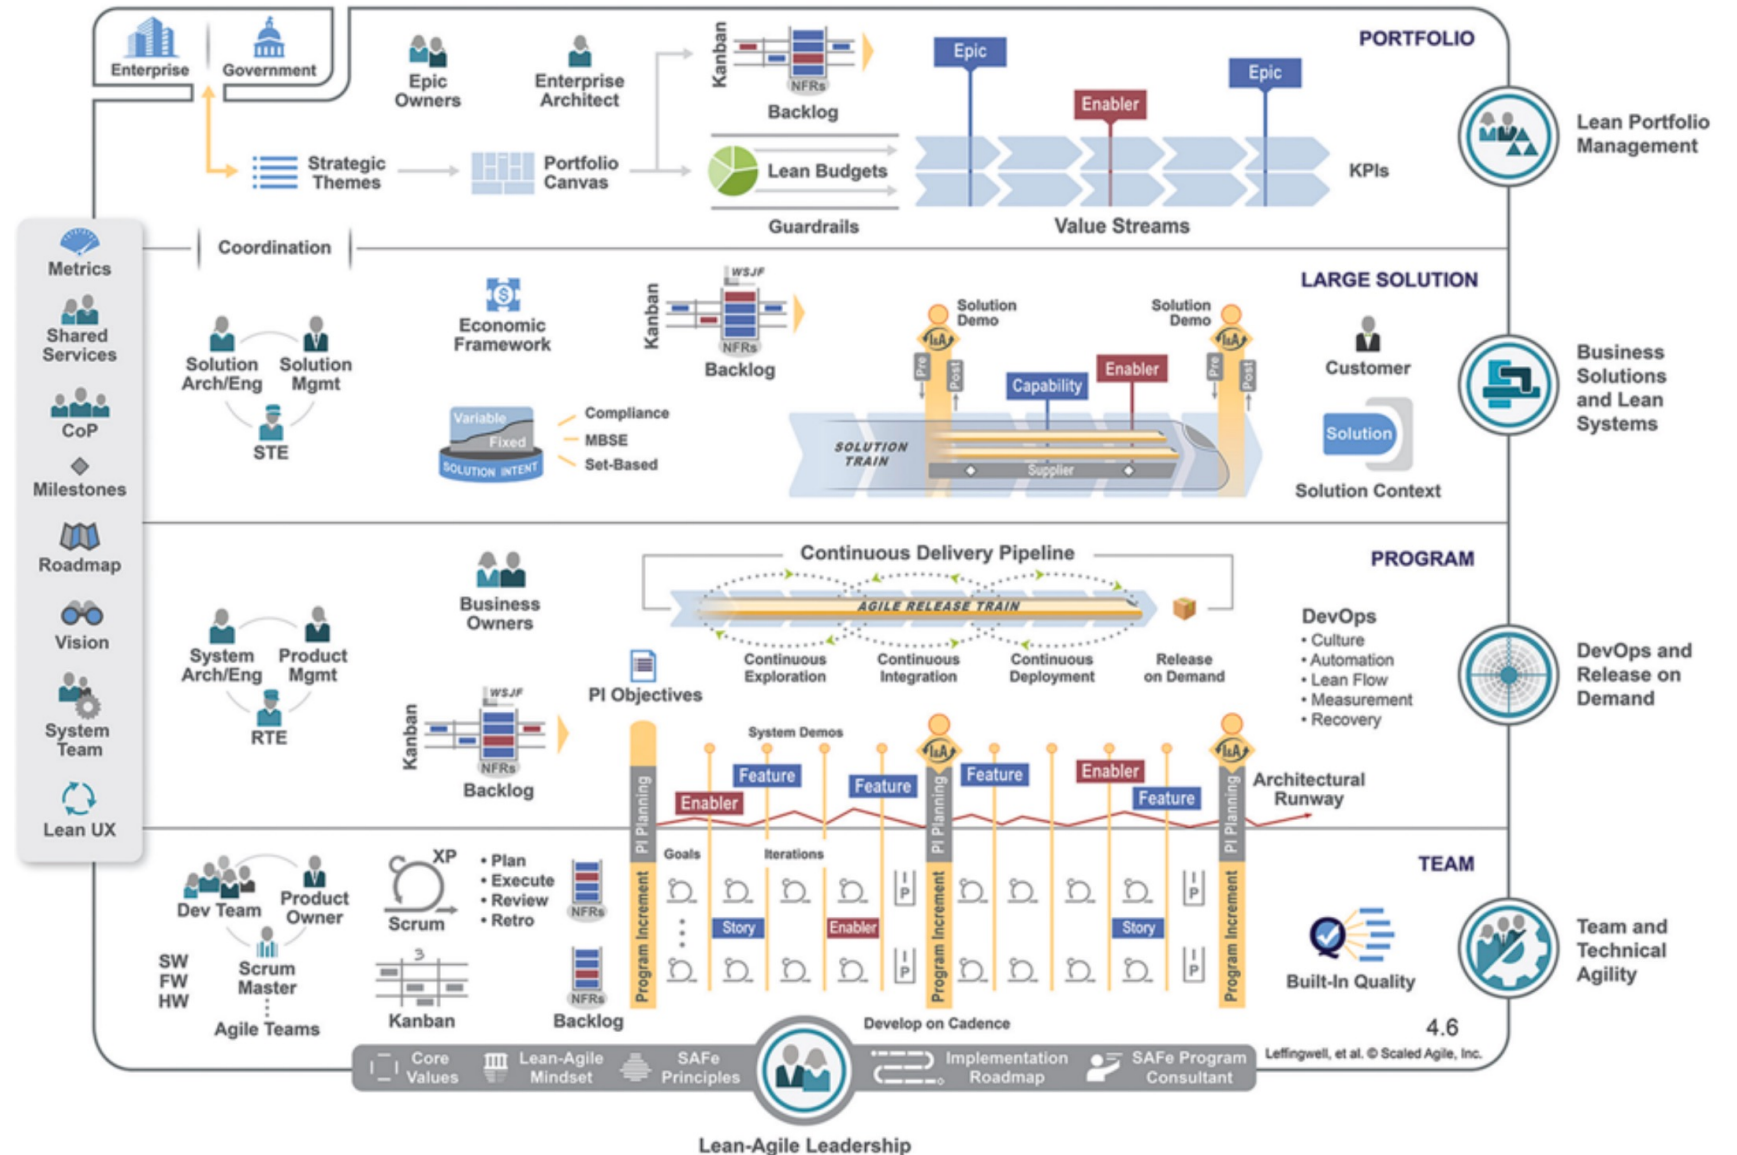 Enterprise
Government
Epic
Owners
Enterprise
Architect
Kanban
NFRs
Backlog
Epic
Enabler
Epic
PORTFOLIO
Strategic
Themes
Portfolio
Canvas
Lean Budgets
Guardrails
Value Streams
KPIs
Lean Portfolio
Management
Metrics
Shared
Services
CoP
Milestones
Roadmap
Vision
System
Team
Lean UX
Coordination
LARGE SOLUTION
Solution
Arch/Eng
Solution
Mgmt
STE
Economic
Framework
Variable
Fixed
SOLUTION INTENT
Compliance
MBSE
Set-Based
Kanban
WSJF
NFRs
Backlog
Solution
Demo
I&A
Pre
Post
Capability
Enabler
Solution
Demo
I&A
Pre
Post
SOLUTION
TRAIN
Supplier
Customer
Solution
Solution Context
Business
Solutions
and Lean
Systems
PROGRAM
Continuous Delivery Pipeline
AGILE RELEASE TRAIN
Continuous
Exploration
Continuous
Integration
Continuous
Deployment
Release
on Demand
Business
Owners
System
Arch/Eng
Product
Mgmt
RTE
Kanban
WSJF
NFRs
Backlog
PI Objectives
System Demos
Enabler
Feature
Feature
I&A
Feature
Enabler
Feature
I&A
PI Planning
PI Planning
PI Planning
Architectural
Runway
DevOps
• Culture
• Automation
• Lean Flow
• Measurement
• Recovery
DevOps and
Release on
Demand
TEAM
Dev Team
Product
Owner
Scrum
Master
Agile Teams
SW
FW
HW
XP
Scrum
• Plan
• Execute
• Review
• Retro
3
Kanban
NFRs
NFRs
Backlog
Program Increment
Goals
Iterations
Story
Enabler
IP
IP
Program Increment
Story
IP
IP
Program Increment
Develop on Cadence
Built-In Quality
Team and
Technical
Agility
4.6
Leffingwell, et al. © Scaled Agile, Inc.
Core
Values
Lean-Agile
Mindset
SAFe
Principles
Implementation
Roadmap
SAFe Program
Consultant
Lean-Agile Leadership